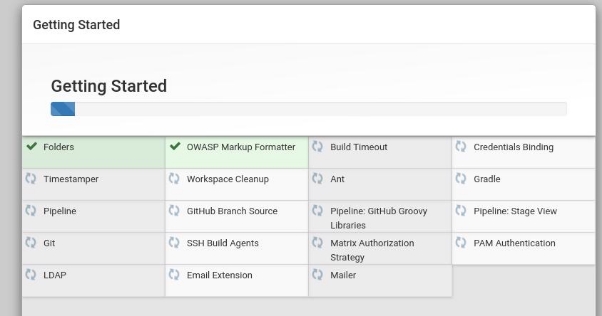 Getting Started
Getting Started
Folders
OWASP Markup Formatter
Build Timeout
Credentials Binding
Timestamper
Workspace Cleanup
Ant
Gradle
Pipeline
GitHub Branch Source
Pipeline: GitHub Groovy
Libraries
Pipeline: Stage View
Git
SSH Build Agents
Matrix Authorization
Strategy
PAM Authentication
LDAP
Email Extension
Mailer